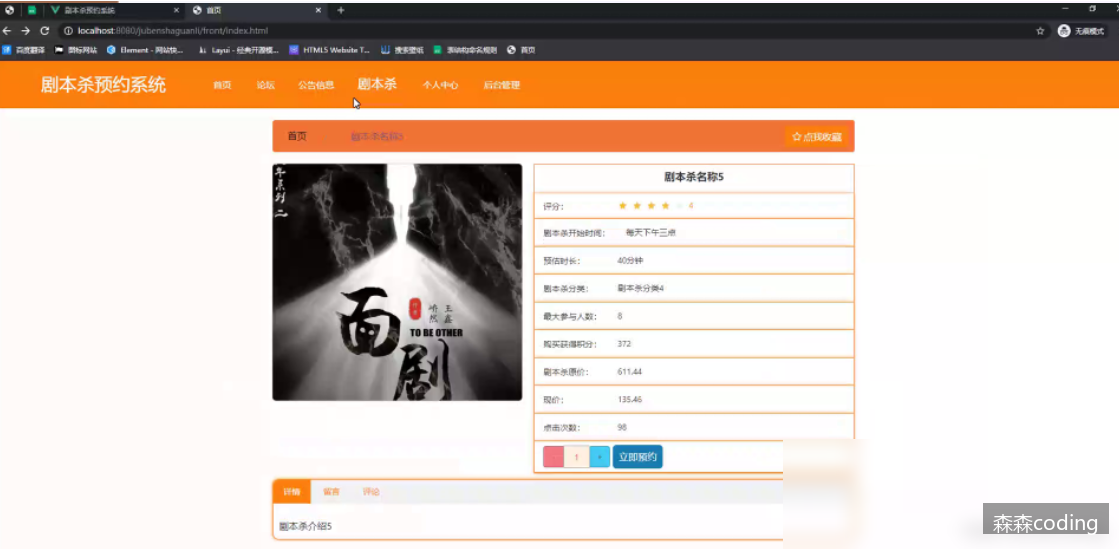 剧本杀预约系统
首页
localhost:8080/jubenshaguanli/front/index.html
无痕模式
百度翻译
图标网站
Element - 网站快...
Layui - 经典开源模...
HTML5 Website T...
搜索壁纸
表结构命名规则
首页
剧本杀预约系统
首页
论坛
公告信息
剧本杀
个人中心
后台管理
首页
剧本杀名称5
点我收藏
年系列二
面剧
TO BE OTHER
剧本杀名称5
评分:
剧本杀开始时间: 每天下午三点
预估时长: 40分钟
剧本杀分类: 剧本杀分类4
最大参与人数: 8
购买获得积分: 372
剧本杀原价: 611.44
现价: 135.46
点击次数: 98
1
立即预约
详情
留言
评论
剧本杀介绍5
森森coding